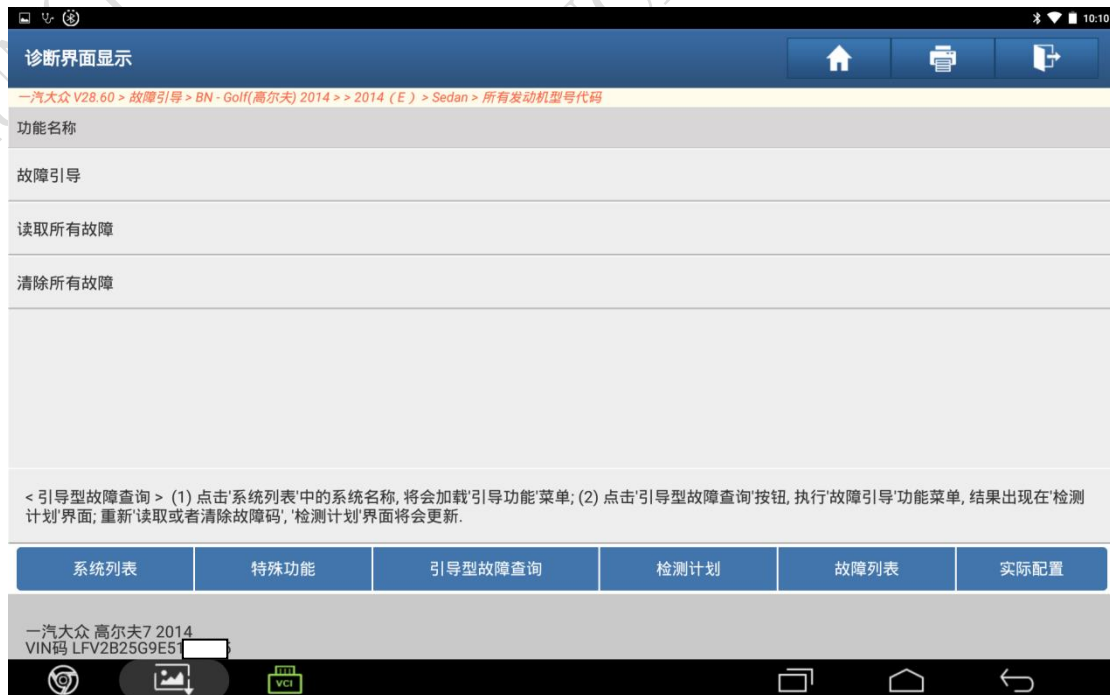 10:10
诊断界面显示
一汽大众 V28.60 > 故障引导 > BN - Golf(高尔夫) 2014 > > 2014 ( E ) > Sedan > 所有发动机型号代码
功能名称
故障引导
读取所有故障
清除所有故障
< 引导型故障查询 > (1) 点击'系统列表'中的系统名称, 将会加载'引导功能'菜单; (2) 点击'引导型故障查询'按钮, 执行'故障引导'功能菜单, 结果出现在'检测
计划'界面; 重新'读取或者清除故障码', '检测计划'界面将会更新.
系统列表 特殊功能 引导型故障查询 检测计划 故障列表 实际配置
一汽大众 高尔夫7 2014
VIN码 LFV2B25G9E51
VCI